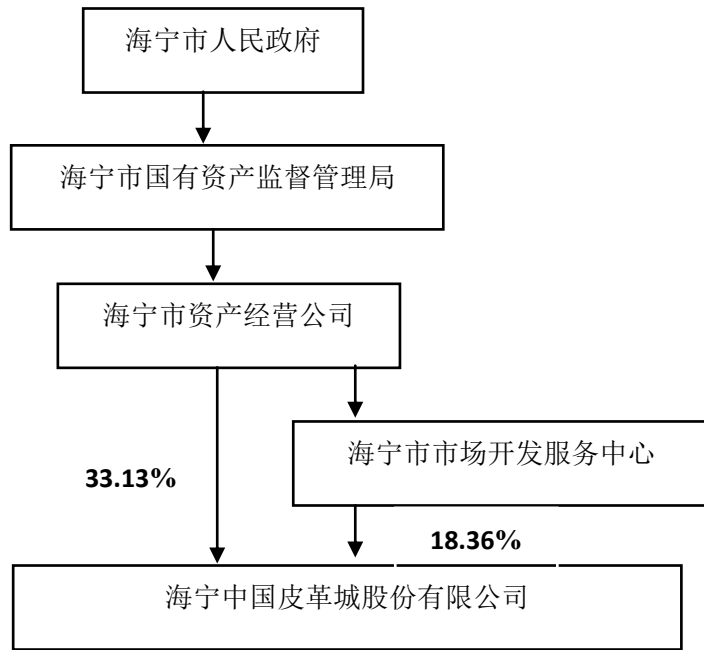 海宁市人民政府
海宁市国有资产监督管理局
海宁市资产经营公司
海宁市市场开发服务中心
33.13%
18.36%
海宁中国皮革城股份有限公司